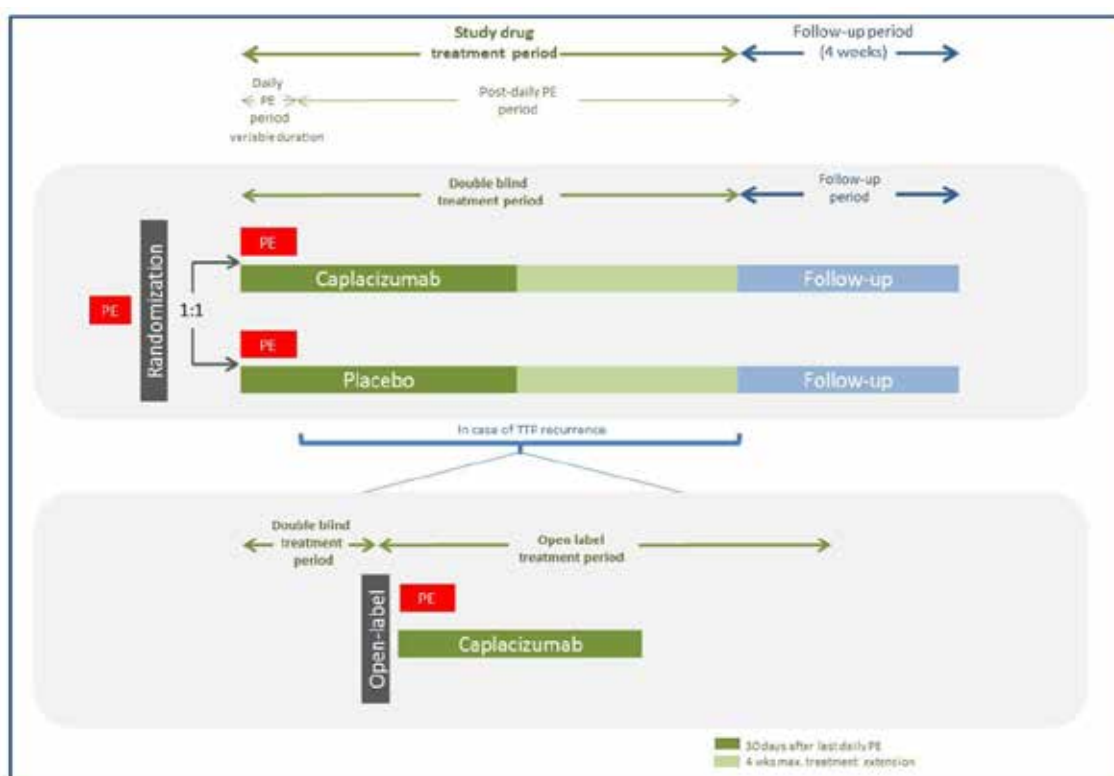 Study drug
treatment period
Follow-up period
(4 weeks)
Daily
PE
period
variable duration
Post-daily PE
period
Double blind
treatment period
Follow-up
period
PE
Randomization
1:1
PE
Caplacizumab
Follow-up
PE
Placebo
Follow-up
In case of TTP recurrence
Double blind
treatment
period
Open label
treatment period
Open-label
PE
Caplacizumab
30 days after last daily PE
4 wks max. treatment extension